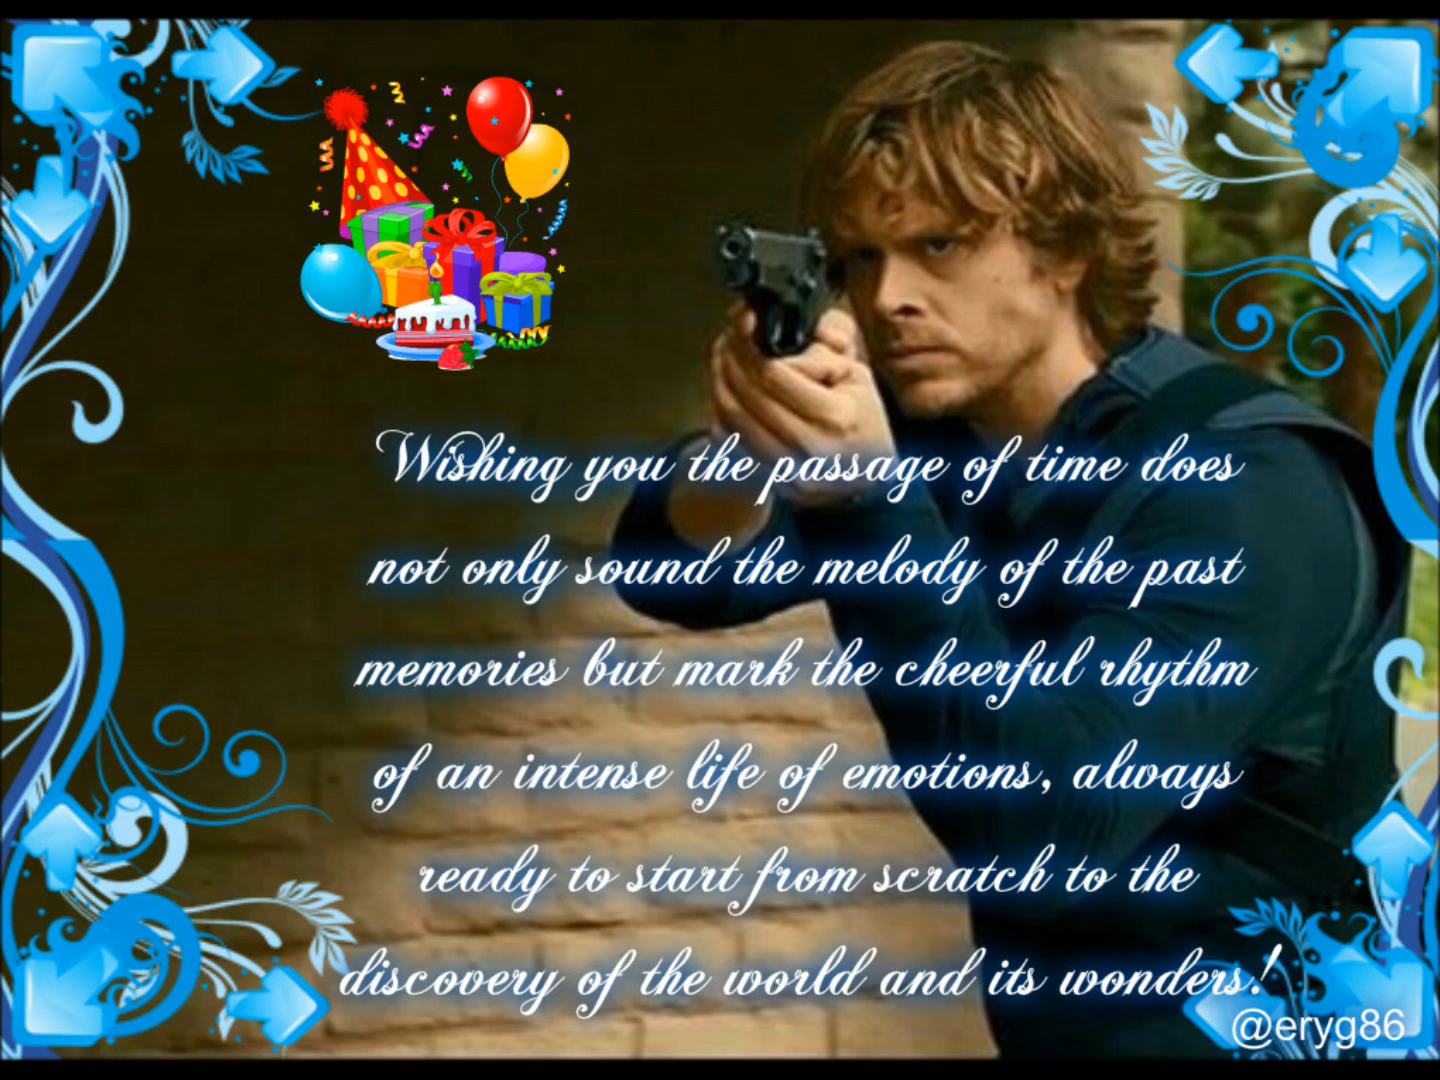 Wishing you the passage of time does
not only sound the melody of the past
memories but mark the cheerful rhythm
of an intense life of emotions, always
ready to start from scratch to the
discovery of the world and its wonders!
@eryg86